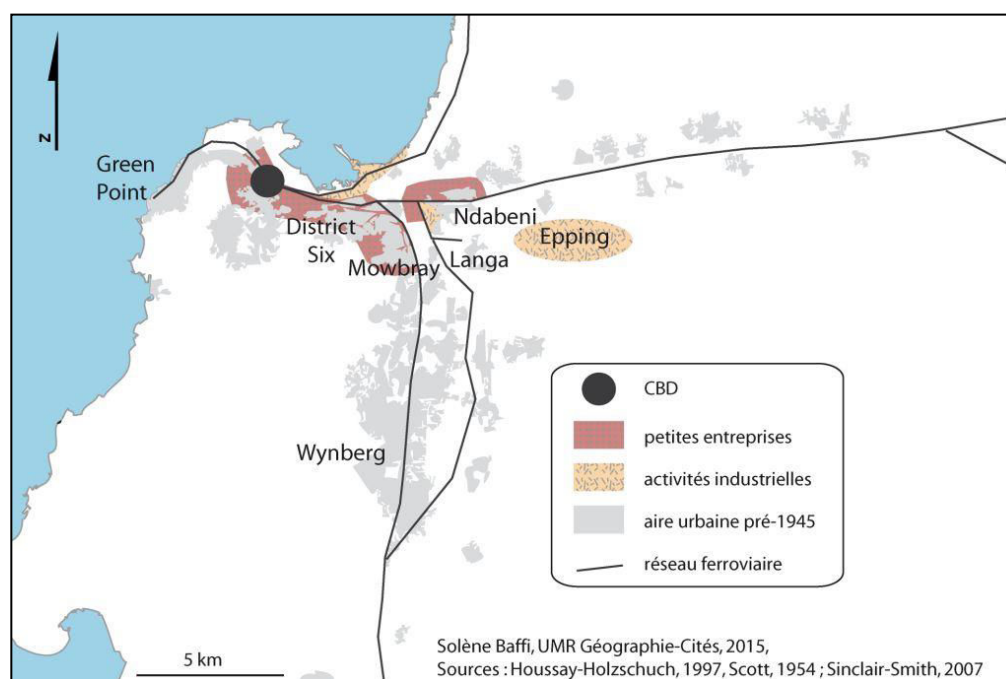 N
Green
Point
District
Six
Mowbray
Ndabeni
Langa
Epping
Wynberg
CBD
petites entreprises
activités industrielles
aire urbaine pré-1945
réseau ferroviaire
5 km
Solène Baffi, UMR Géographie-Cités, 2015,
Sources : Houssay-Holzschuch, 1997, Scott, 1954 ; Sinclair-Smith, 2007